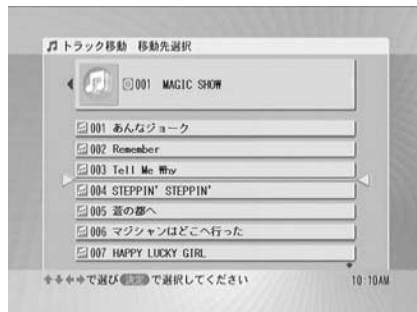 トラック移動 移動先選択
001 MAGIC SHOW
001 あんなジョーク
002 Remember
003 Tell Me Why
004 STEPPIN' STEPPIN'
005 蒼の都へ
006 マジシャンはどこへ行った
007 HAPPY LUCKY GIRL
で選び 決定 で選択してください 10:10AM